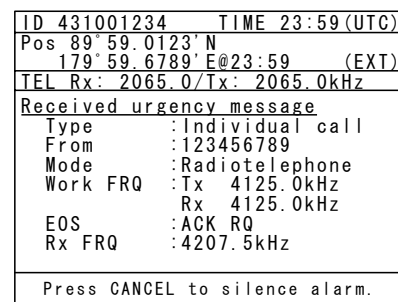 ID 431001234 TIME 23:59(UTC)
Pos 89°59.0123'N
179°59.6789'E@23:59 (EXT)
TEL Rx: 2065.0/Tx: 2065.0kHz
Received urgency message
Type :Individual call
From :123456789
Mode :Radiotelephone
Work FRQ :Tx 4125.0kHz
Rx 4125.0kHz
EOS :ACK RQ
Rx FRQ :4207.5kHz
Press CANCEL to silence alarm.